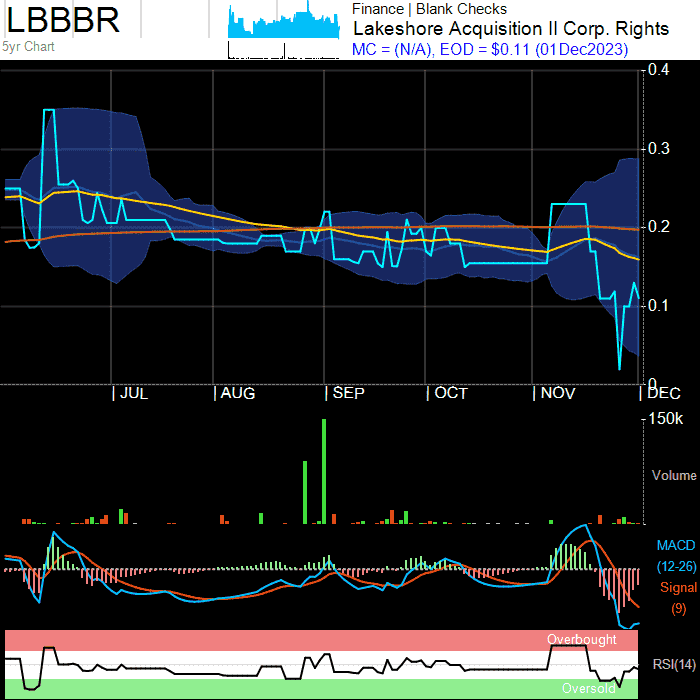 LBBBR
5yr Chart
Finance | Blank Checks
Lakeshore Acquisition II Corp. Rights
MC = (N/A), EOD = $0.11 (01Dec2023)
0.4
0.3
0.2
0.1
0
JUL
AUG
SEP
OCT
NOV
DEC
150k
Volume
MACD
(12-26)
Signal
(9)
Overbought
RSI(14)
Oversold